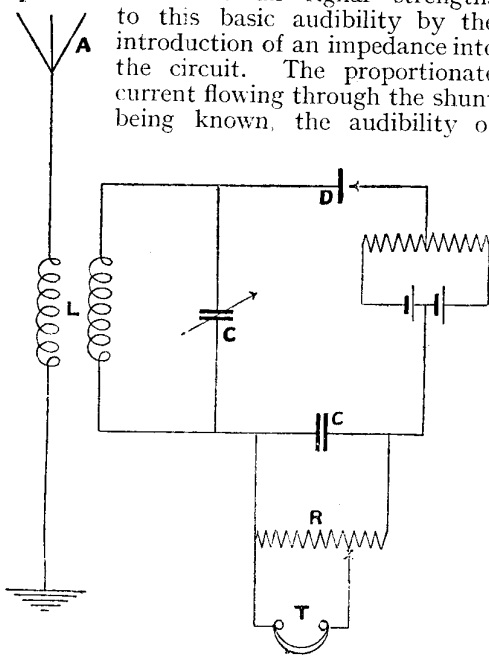 to this basic audibility by the
introduction of an impedance into
the circuit. The proportionate
current flowing through the shunt
being known, the audibility o
A
D
L
C
C
R
T